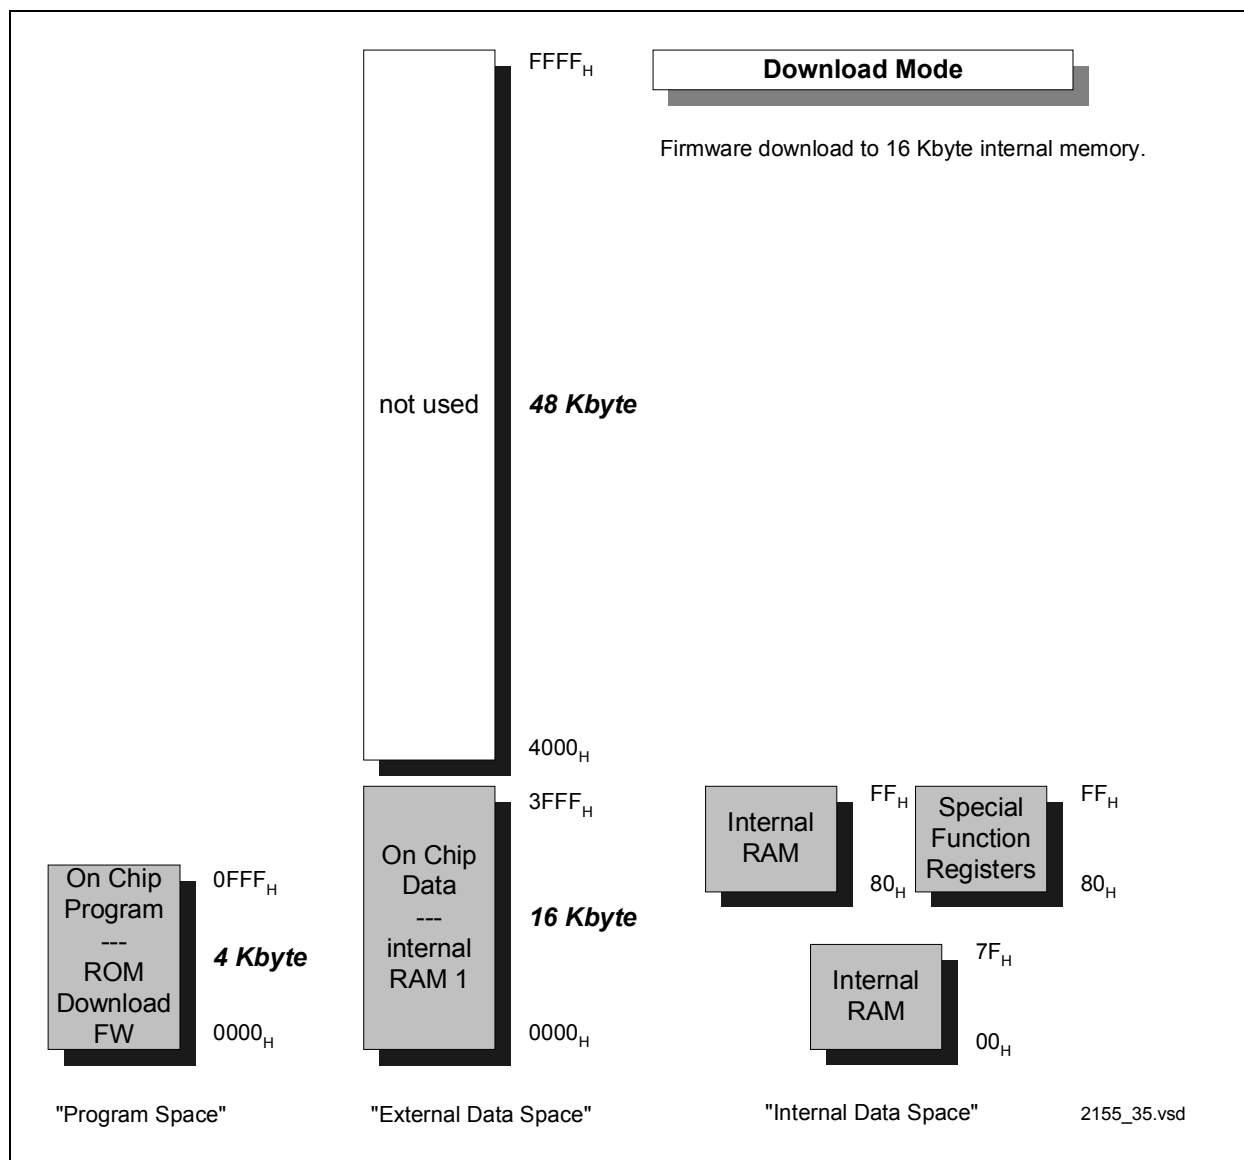 FFFFH
Download Mode
Firmware download to 16 Kbyte internal memory.
not used
48 Kbyte
4000H
3FFFH
On Chip
Data
---
internal
RAM 1
16 Kbyte
0000H
On Chip
Program
---
ROM
Download
FW
0FFFH
4 Kbyte
0000H
Internal
RAM
FFH
80H
Special
Function
Registers
FFH
80H
Internal
RAM
7FH
00H
"Program Space"
"External Data Space"
"Internal Data Space"
2155_35.vsd